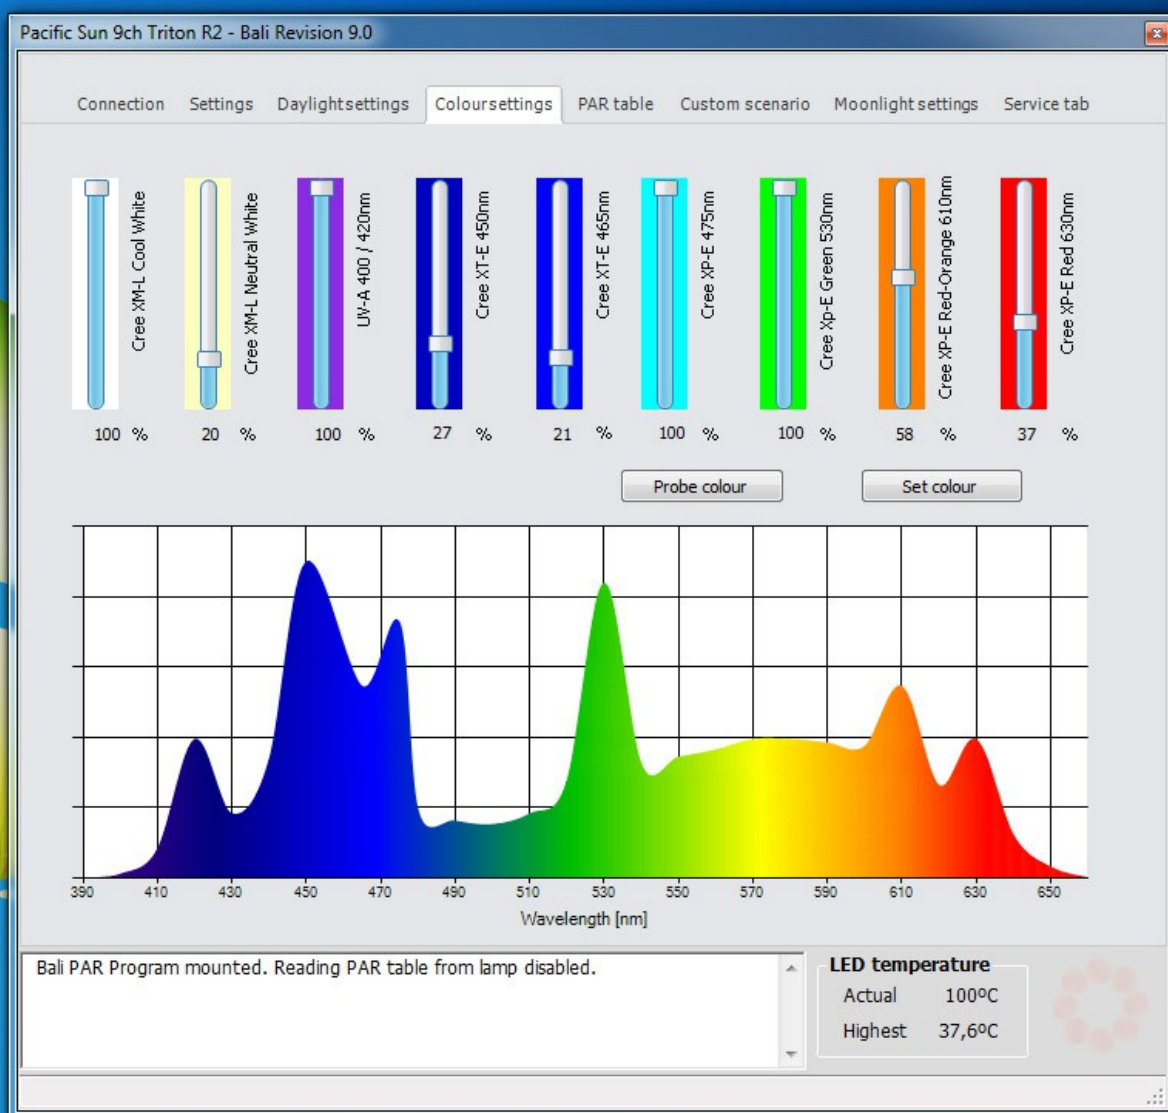 Pacific Sun 9ch Triton R2 - Bali Revision 9.0
Connection Settings Daylightsettings Coloursettings PAR table Custom scenario Moonlight settings Service tab
Cree XM-L Cool White
Cree XM-L Neutral White
UV-A 400 / 420nm
Cree XT-E 450nm
Cree XT-E 465nm
Cree XP-E 475nm
Cree Xp-E Green 530nm
Cree XP-E Red-Orange 610nm
Cree XP-E Red 630nm
100 % 20 % 100 % 27 % 21 % 100 % 100 % 58 % 37 %
Probe colour Set colour
390 410 430 450 470 490 510 530 550 570 590 610 630 650
Wavelength [nm]
Bali PAR Program mounted. Reading PAR table from lamp disabled.
LED temperature
Actual 100ºC
Highest 37,6ºC